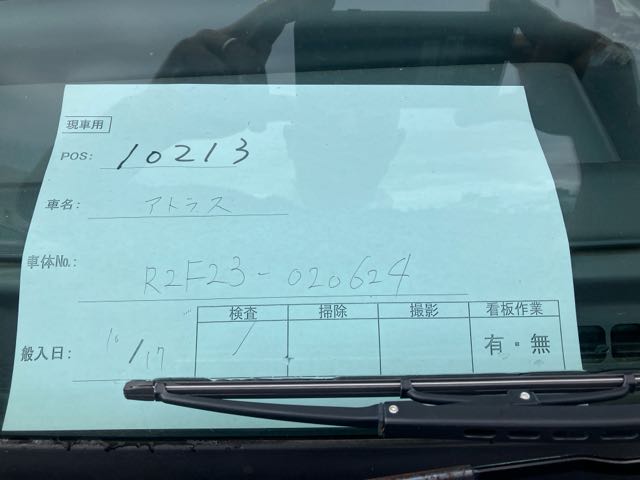 現車用
POS: 10213
車名: アトラス
車体No.: R2F23-020624
検査 掃除 撮影 看板作業
般入日: 10/17 / 有・無